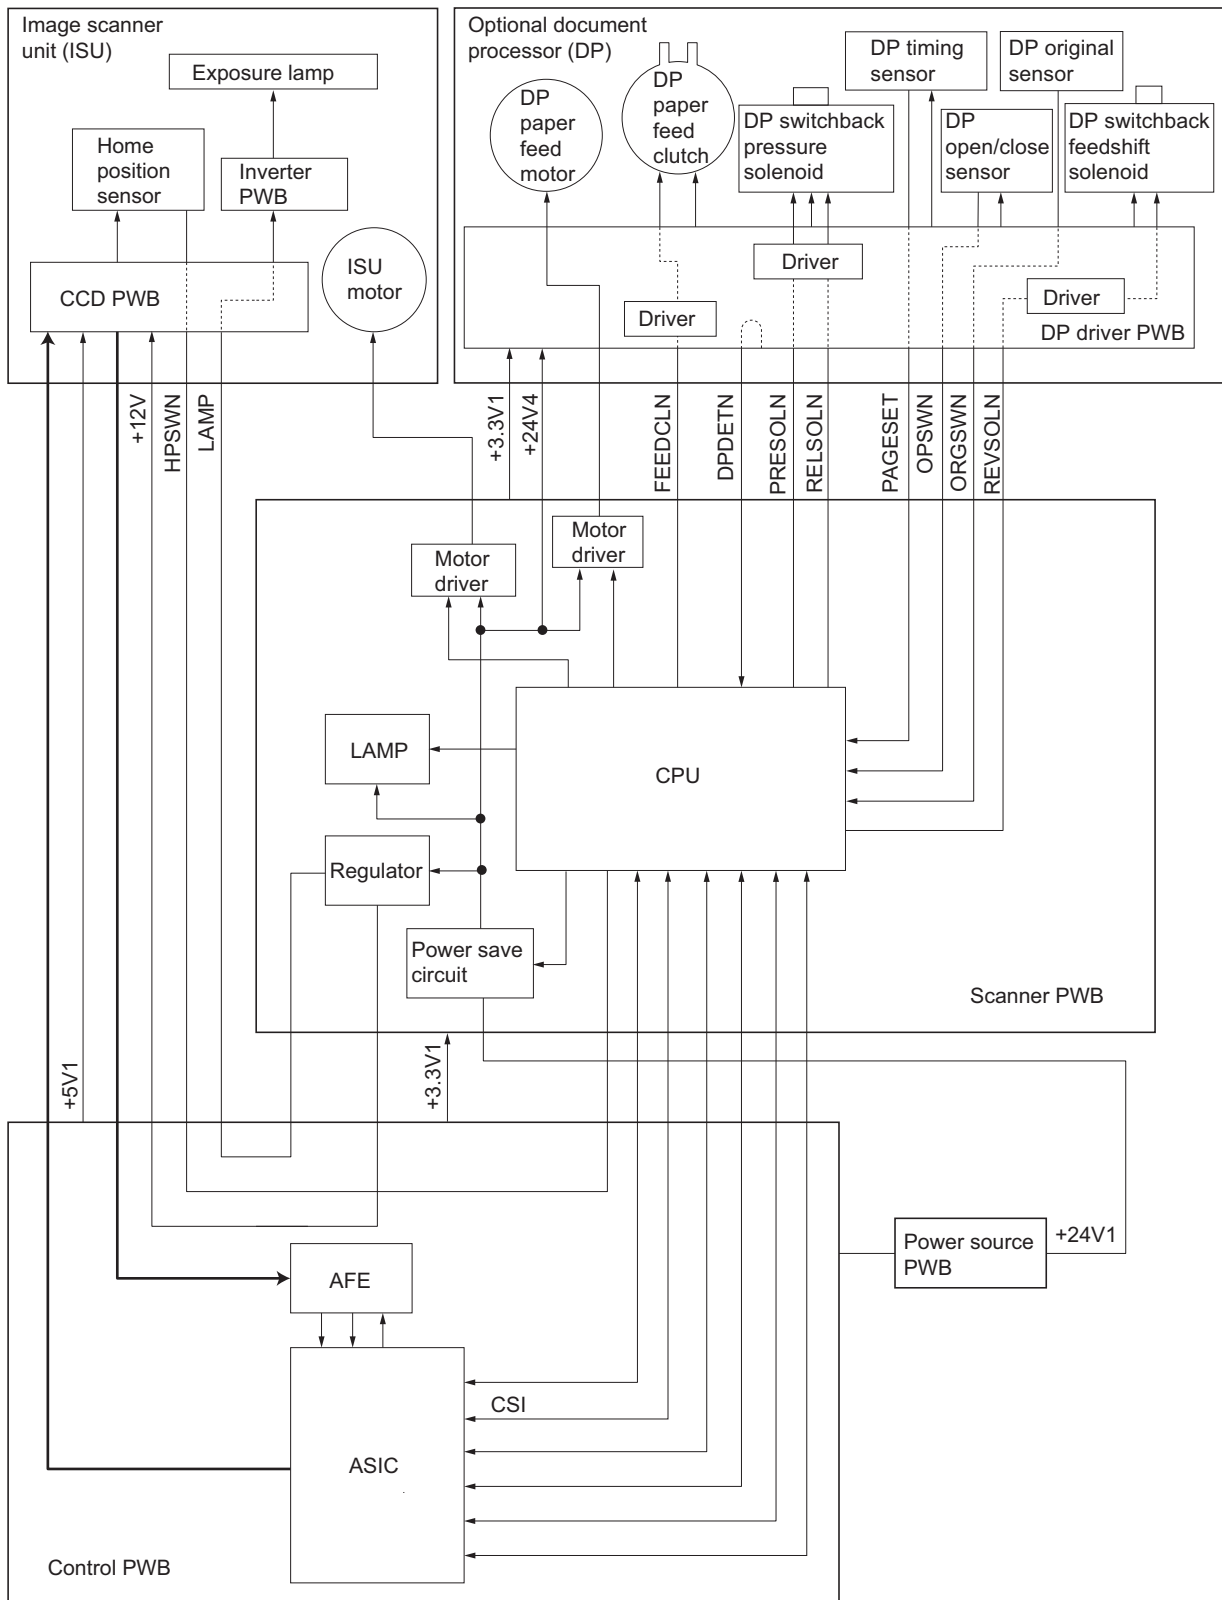 Image scanner
unit (ISU)
Exposure lamp
Home
position
sensor
Inverter
PWB
CCD PWB
ISU
motor
Optional document
processor (DP)
DP
paper
feed
motor
DP
paper
feed
clutch
DP switchback
pressure
solenoid
DP timing
sensor
DP original
sensor
DP
open/close
sensor
DP switchback
feedshift
solenoid
Driver
Driver
Driver
DP driver PWB
+12V
HPSWN
LAMP
+3.3V1
+24V4
FEEDCLN
DPDETN
PRESOLN
RELSOLN
PAGESET
OPSWN
ORGSWN
REVSOLN
Motor
driver
Motor
driver
LAMP
CPU
Regulator
Power save
circuit
Scanner PWB
+5V1
+3.3V1
Power source
PWB
+24V1
AFE
CSI
ASIC
Control PWB